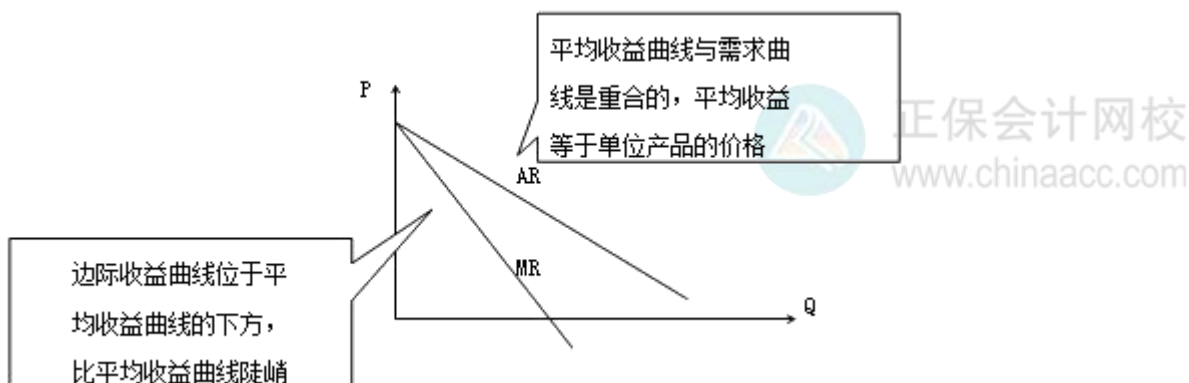 平均收益曲线与需求曲
线是重合的，平均收益
等于单位产品的价格
正保会计网校
www.chinaacc.com
P
AR
MR
Q
边际收益曲线位于平
均收益曲线的下方，
比平均收益曲线陡峭